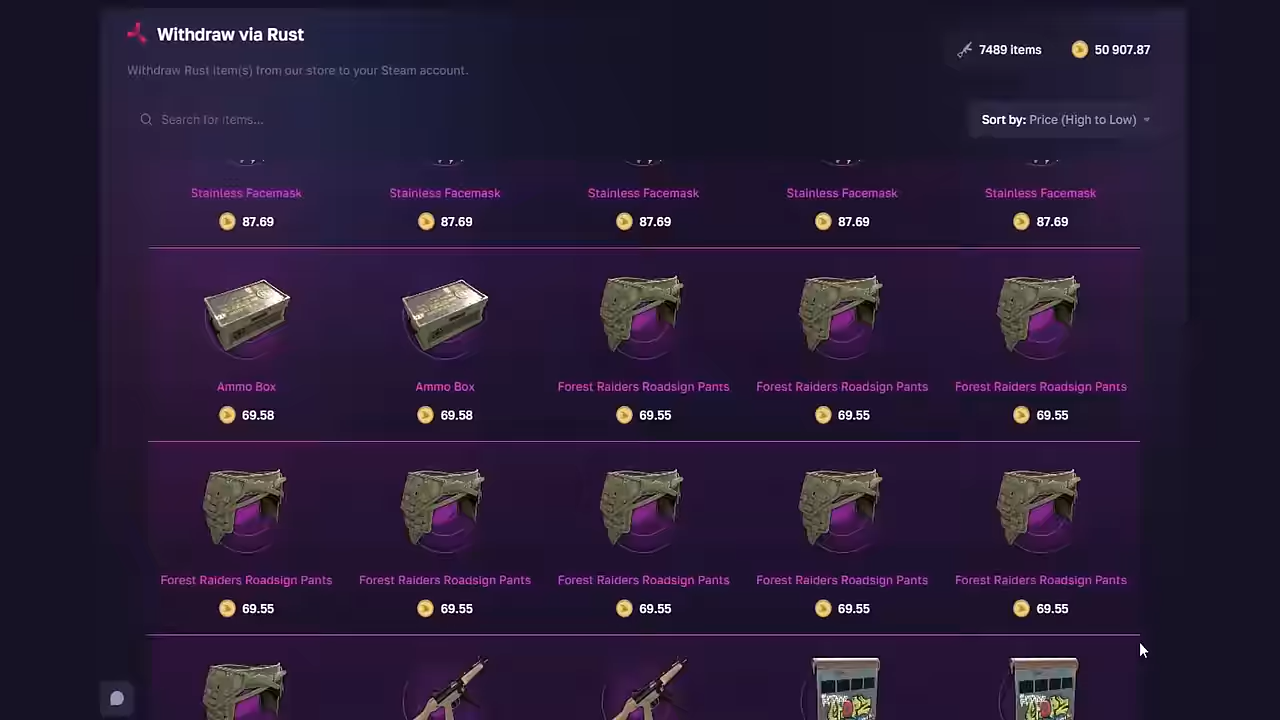 Withdraw via Rust
7489 items
50 907.87
Withdraw Rust item(s) from our store to your Steam account.
Search for items...
Sort by: Price (High to Low)
Stainless Facemask
Stainless Facemask
Stainless Facemask
Stainless Facemask
Stainless Facemask
87.69
87.69
87.69
87.69
87.69
Ammo Box
Ammo Box
Forest Raiders Roadsign Pants
Forest Raiders Roadsign Pants
Forest Raiders Roadsign Pants
69.58
69.58
69.55
69.55
69.55
Forest Raiders Roadsign Pants
Forest Raiders Roadsign Pants
Forest Raiders Roadsign Pants
Forest Raiders Roadsign Pants
Forest Raiders Roadsign Pants
69.55
69.55
69.55
69.55
69.55